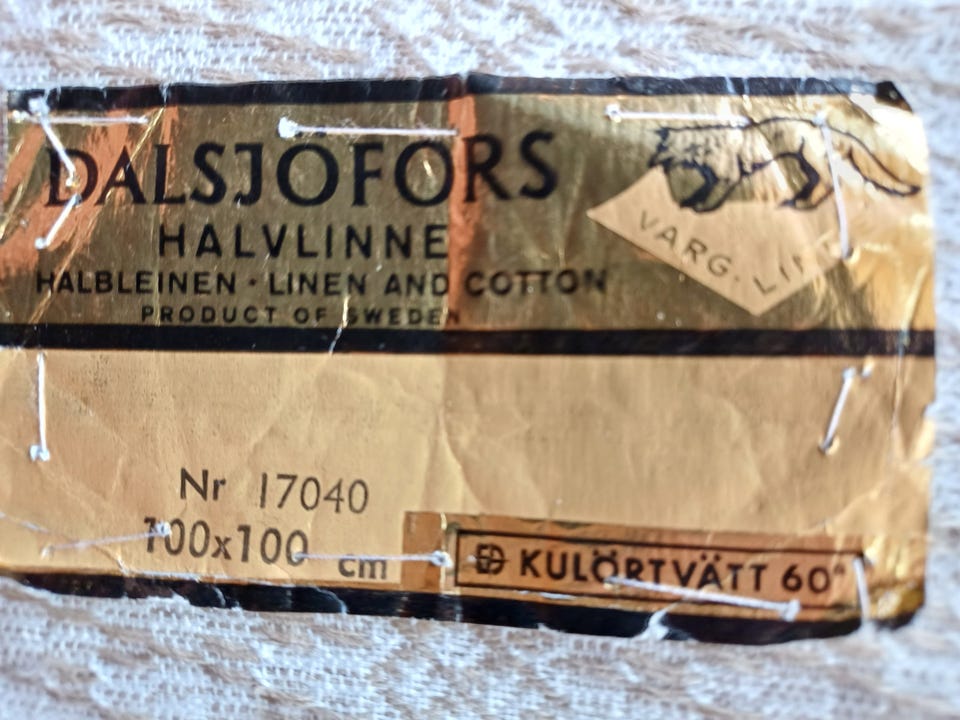 DALSJÖFORS
HALVLINNE
HALBLEINEN · LINEN AND COTTON
PRODUCT OF SWEDEN
VARG.
Nr 17040
100x100 cm
KULÖRTVÄTT 60°